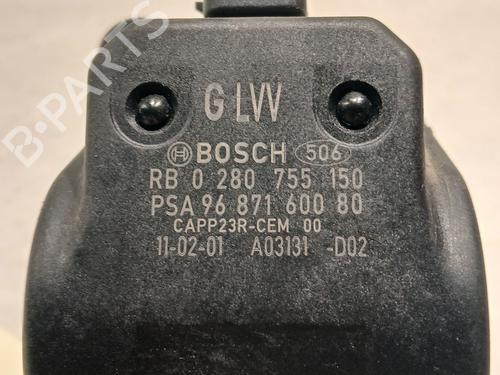 B-PARTS
G LW
BOSCH 506
RB 0 280 755 150
PSA 96 871 600 80
CAPP23R-CEM 00
11-02-01 A03131 -D02